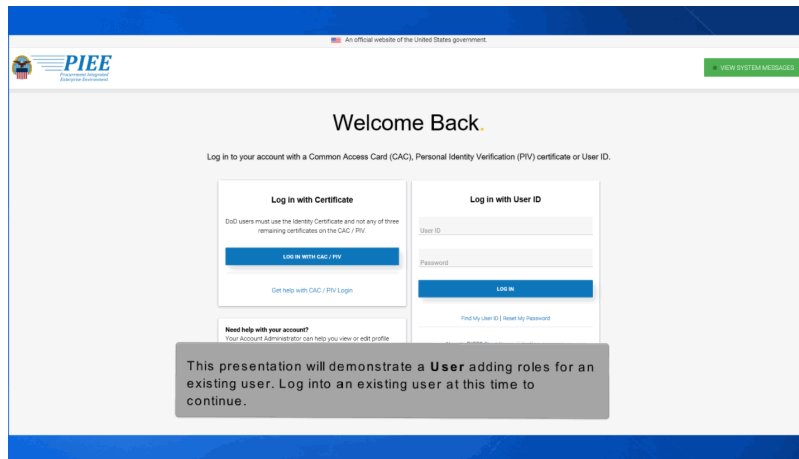 An official website of the United States government.
PIEE
Procurement Integrated
Enterprise Environment
VIEW SYSTEM MESSAGES
Welcome Back.
Log in to your account with a Common Access Card (CAC), Personal Identity Verification (PIV) certificate or User ID.
Log in with Certificate
DoD users must use the Identity Certificate and not any of three
remaining certificates on the CAC / PIV.
LOG IN WITH CAC / PIV
Get help with CAC / PIV Login
Need help with your account?
Your Account Administrator can help you view or edit profile
Log in with User ID
User ID
Password
LOG IN
Find My User ID | Reset My Password
This presentation will demonstrate a User adding roles for an
existing user. Log into an existing user at this time to
continue.